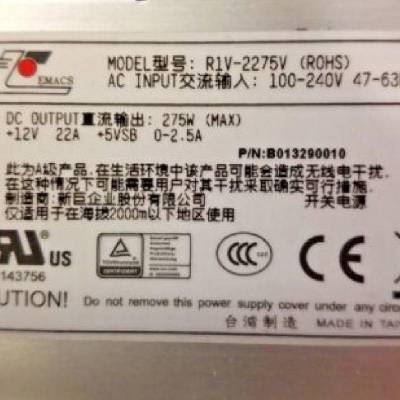 EMACS
MODEL型号: R1V-2275V (ROHS)
AC INPUT交流输入: 100-240V 47-63
DC OUTPUT直流输出: 275W (MAX)
+12V 22A +5VSB 0-2.5A
P/N:B013290010
此为A级产品.在生活环境中该产品可能会造成无线电干扰.
在这种情况下可能需要用户对其干扰采取确实可行措施.
制造商:新巨企业股份有限公司 开关电源
仅适用于在海拔2000m以下地区使用
US
143756
CCC
AUTION! Do not remove this power supply cover under any circ
台湾制造 MADE IN TA